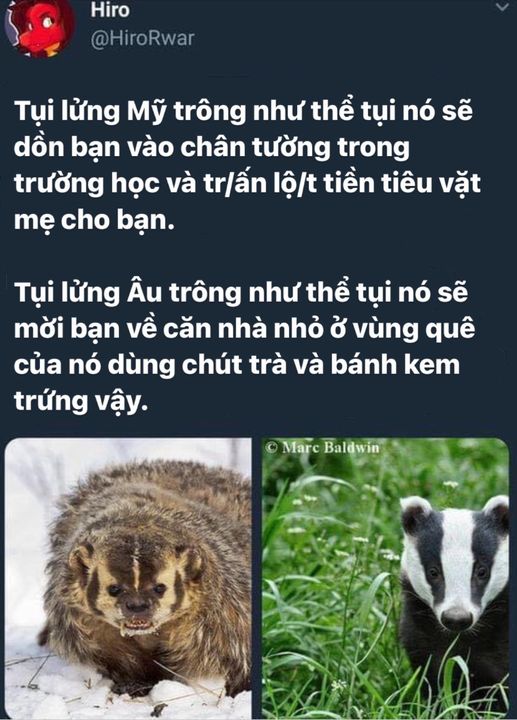 Hiro
@HiroRwar
Tụi lửng Mỹ trông như thể tụi nó sẽ
dồn bạn vào chân tường trong
trường học và tr/ấn lộ/t tiền tiêu vặt
mẹ cho bạn.
Tụi lửng Âu trông như thể tụi nó sẽ
mời bạn về căn nhà nhỏ ở vùng quê
của nó dùng chút trà và bánh kem
trứng vậy.
© Marc Baldwin